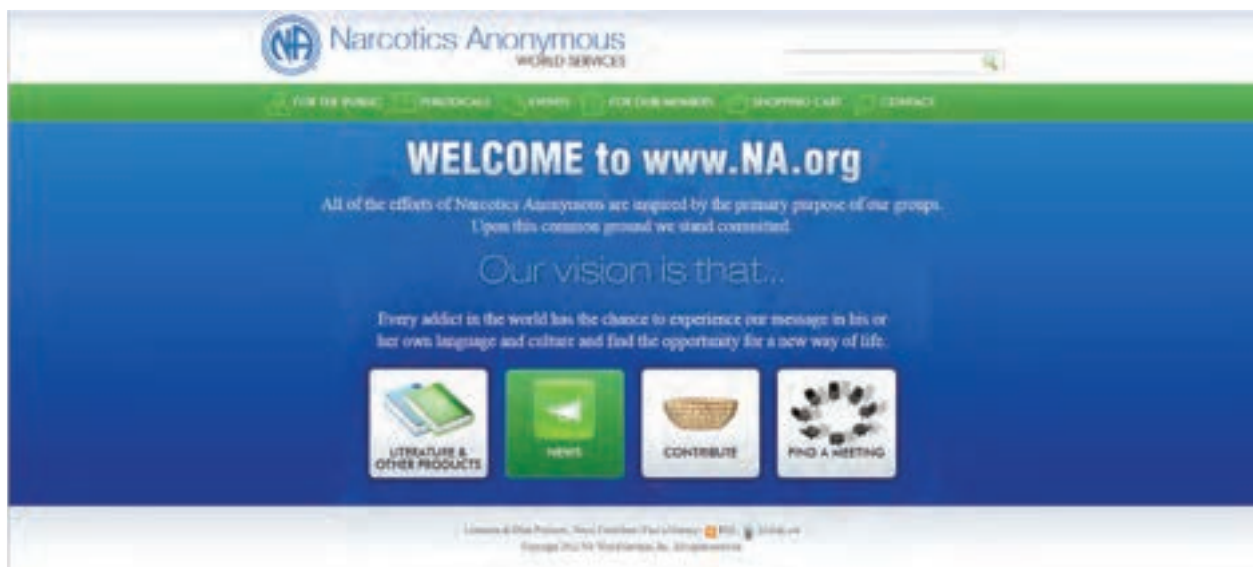 NA
Narcotics Anonymous
WORLD SERVICES
FOR THE PUBLIC PERIODICALS EVENTS FOR OUR MEMBERS SHOPPING CART CONTACT
WELCOME to www.NA.org
All of the efforts of Narcotics Anonymous are inspired by the primary purpose of our groups.
Upon this common ground we stand committed.
Our vision is that...
Every addict in the world has the chance to experience our message in his or
her own language and culture and find the opportunity for a new way of life.
LITERATURE &
OTHER PRODUCTS
NEWS
CONTRIBUTE
FIND A MEETING